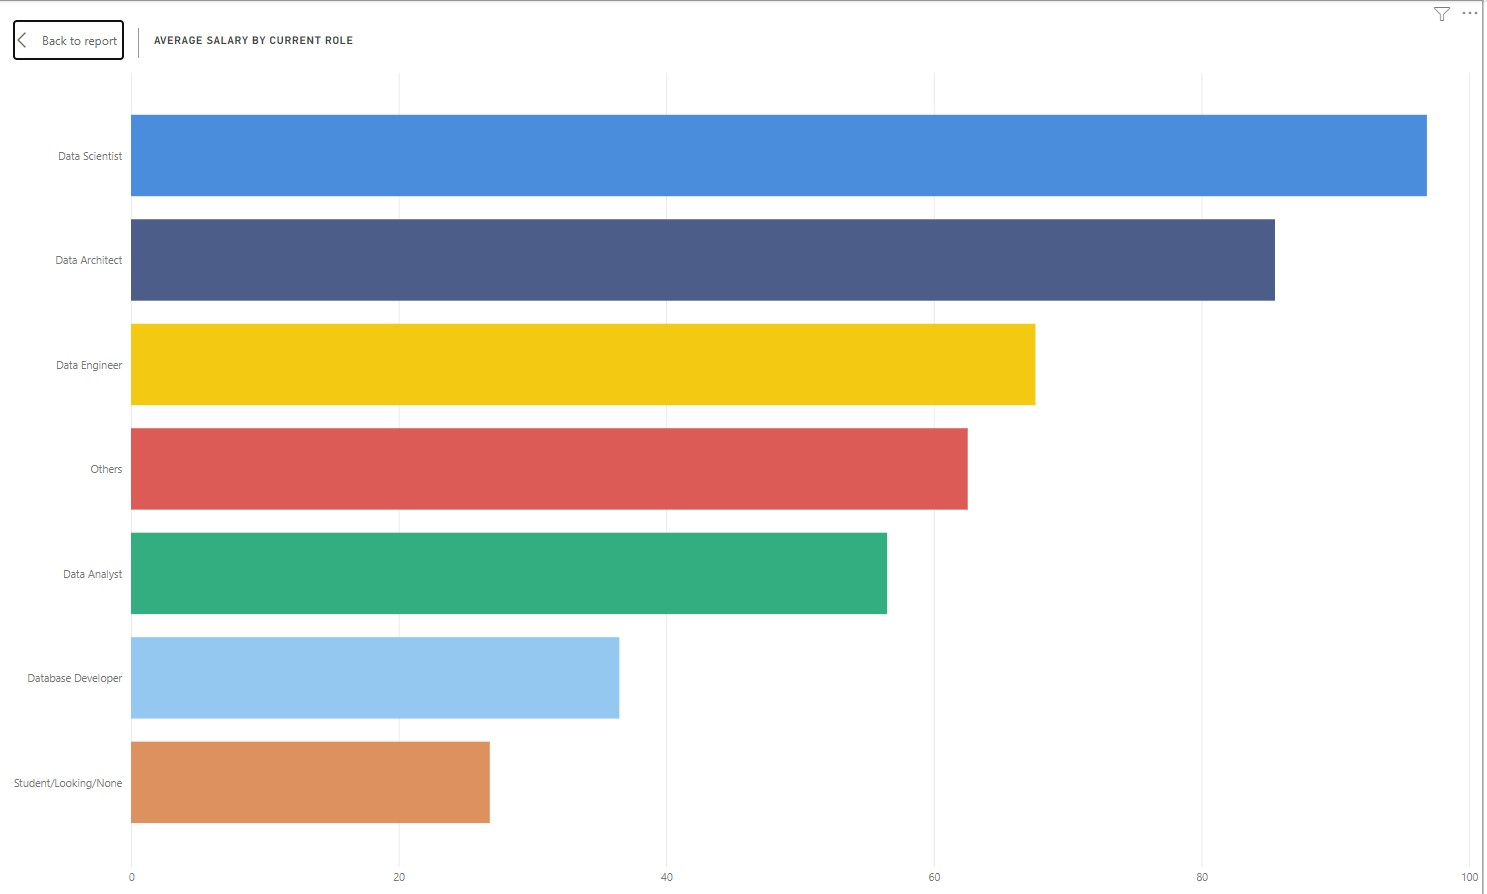 Back to report
AVERAGE SALARY BY CURRENT ROLE
Data Scientist
Data Architect
Data Engineer
Others
Data Analyst
Database Developer
Student/Looking/None
0 20 40 60 80 100